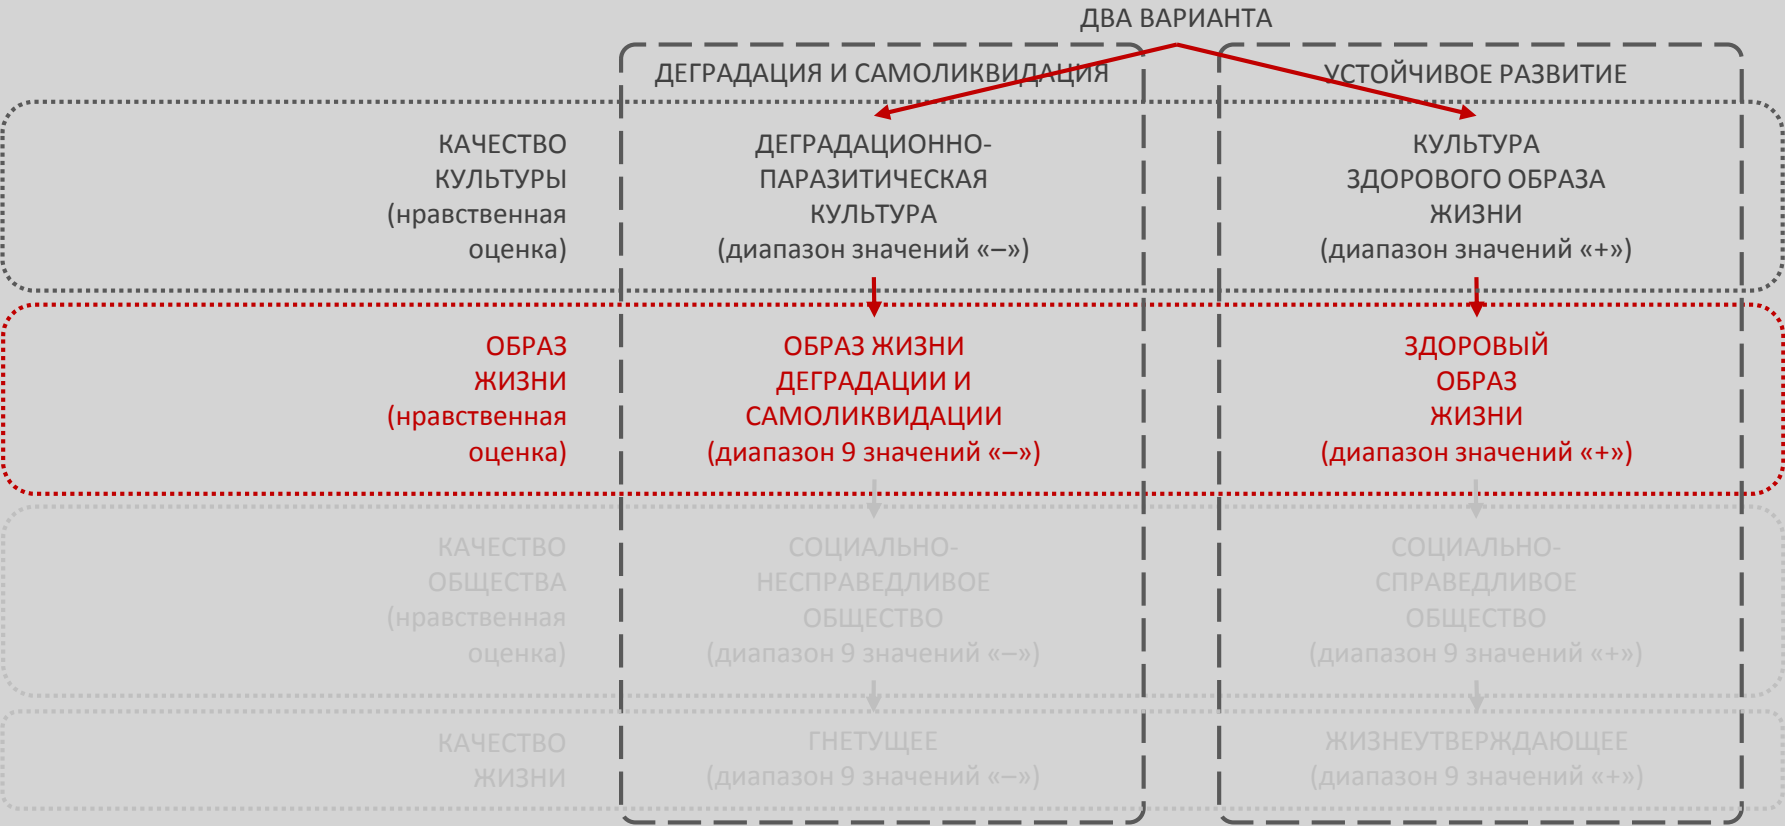 ДВА ВАРИАНТА
ДЕГРАДАЦИЯ И САМОЛИКВИДАЦИЯ
УСТОЙЧИВОЕ РАЗВИТИЕ
КАЧЕСТВО
КУЛЬТУРЫ
(нравственная
оценка)
ДЕГРАДАЦИОННО-
ПАРАЗИТИЧЕСКАЯ
КУЛЬТУРА
(диапазон значений «–»)
КУЛЬТУРА
ЗДОРОВОГО ОБРАЗА
ЖИЗНИ
(диапазон значений «+»)
ОБРАЗ
ЖИЗНИ
(нравственная
оценка)
ОБРАЗ ЖИЗНИ
ДЕГРАДАЦИИ И
САМОЛИКВИДАЦИИ
(диапазон 9 значений «–»)
ЗДОРОВЫЙ
ОБРАЗ
ЖИЗНИ
(диапазон значений «+»)
КАЧЕСТВО
ОБЩЕСТВА
(нравственная
оценка)
СОЦИАЛЬНО-
НЕСПРАВЕДЛИВОЕ
ОБЩЕСТВО
(диапазон 9 значений «–»)
СОЦИАЛЬНО-
СПРАВЕДЛИВОЕ
ОБЩЕСТВО
(диапазон 9 значений «+»)
КАЧЕСТВО
ЖИЗНИ
ГНЕТУЩЕЕ
(диапазон 9 значений «–»)
ЖИЗНЕУТВЕРЖДАЮЩЕЕ
(диапазон 9 значений «+»)